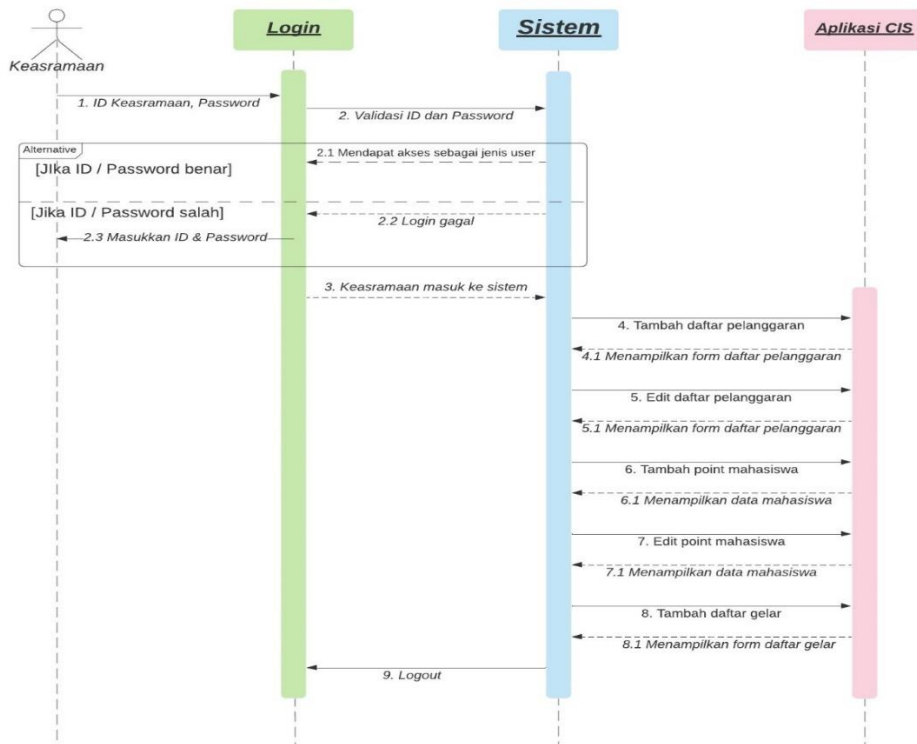 Login
Sistem
Aplikasi CIS
Keasramaan
1. ID Keasramaan, Password
2. Validasi ID dan Password
Alternative
2.1 Mendapat akses sebagai jenis user
[JIka ID / Password benar]
[Jika ID / Password salah]
2.2 Login gagal
2.3 Masukkan ID & Password
3. Keasramaan masuk ke sistem
4. Tambah daftar pelanggaran
4.1 Menampilkan form daftar pelanggaran
5. Edit daftar pelanggaran
5.1 Menampilkan form daftar pelanggaran
6. Tambah point mahasiswa
6.1 Menampilkan data mahasiswa
7. Edit point mahasiswa
7.1 Menampilkan data mahasiswa
8. Tambah daftar gelar
8.1 Menampilkan form daftar gelar
9. Logout